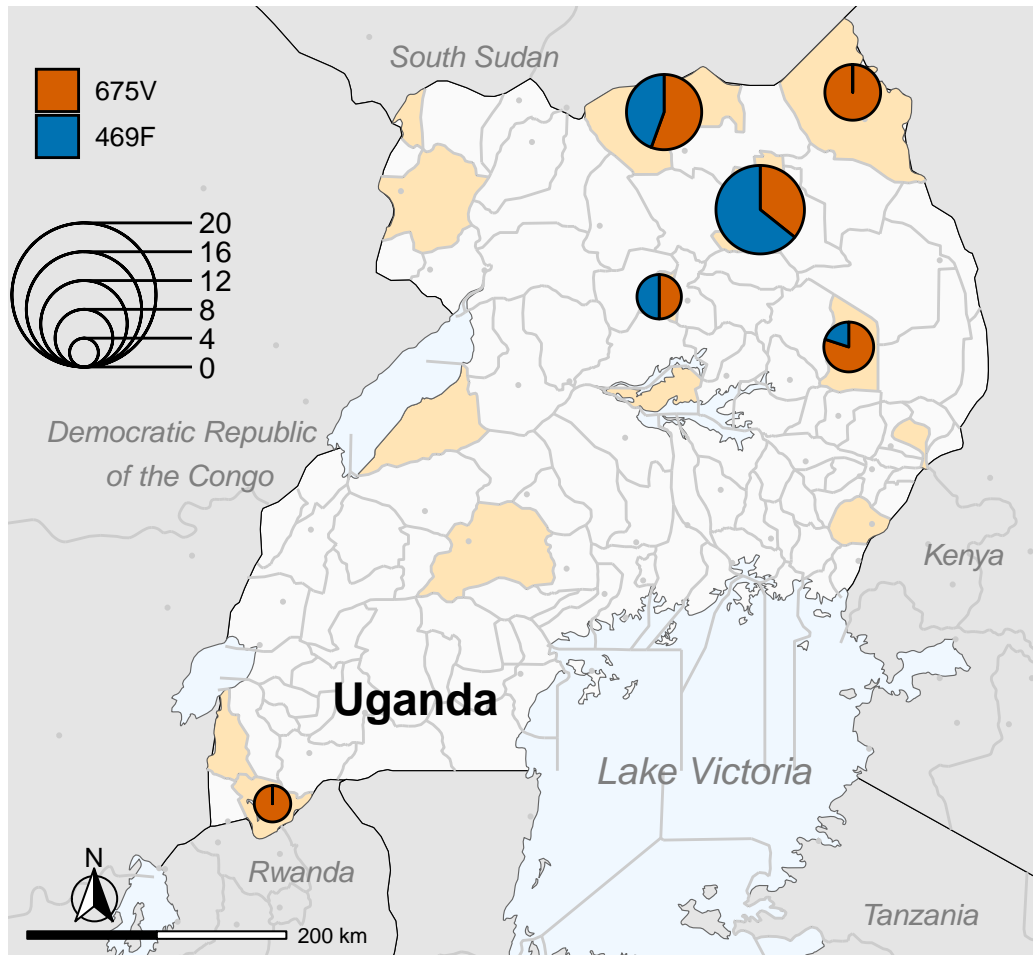 South Sudan
675V
469F
20
16
12
8
4
0
Democratic Republic
of the Congo
Kenya
Uganda
Lake Victoria
Rwanda
N
Tanzania
200 km